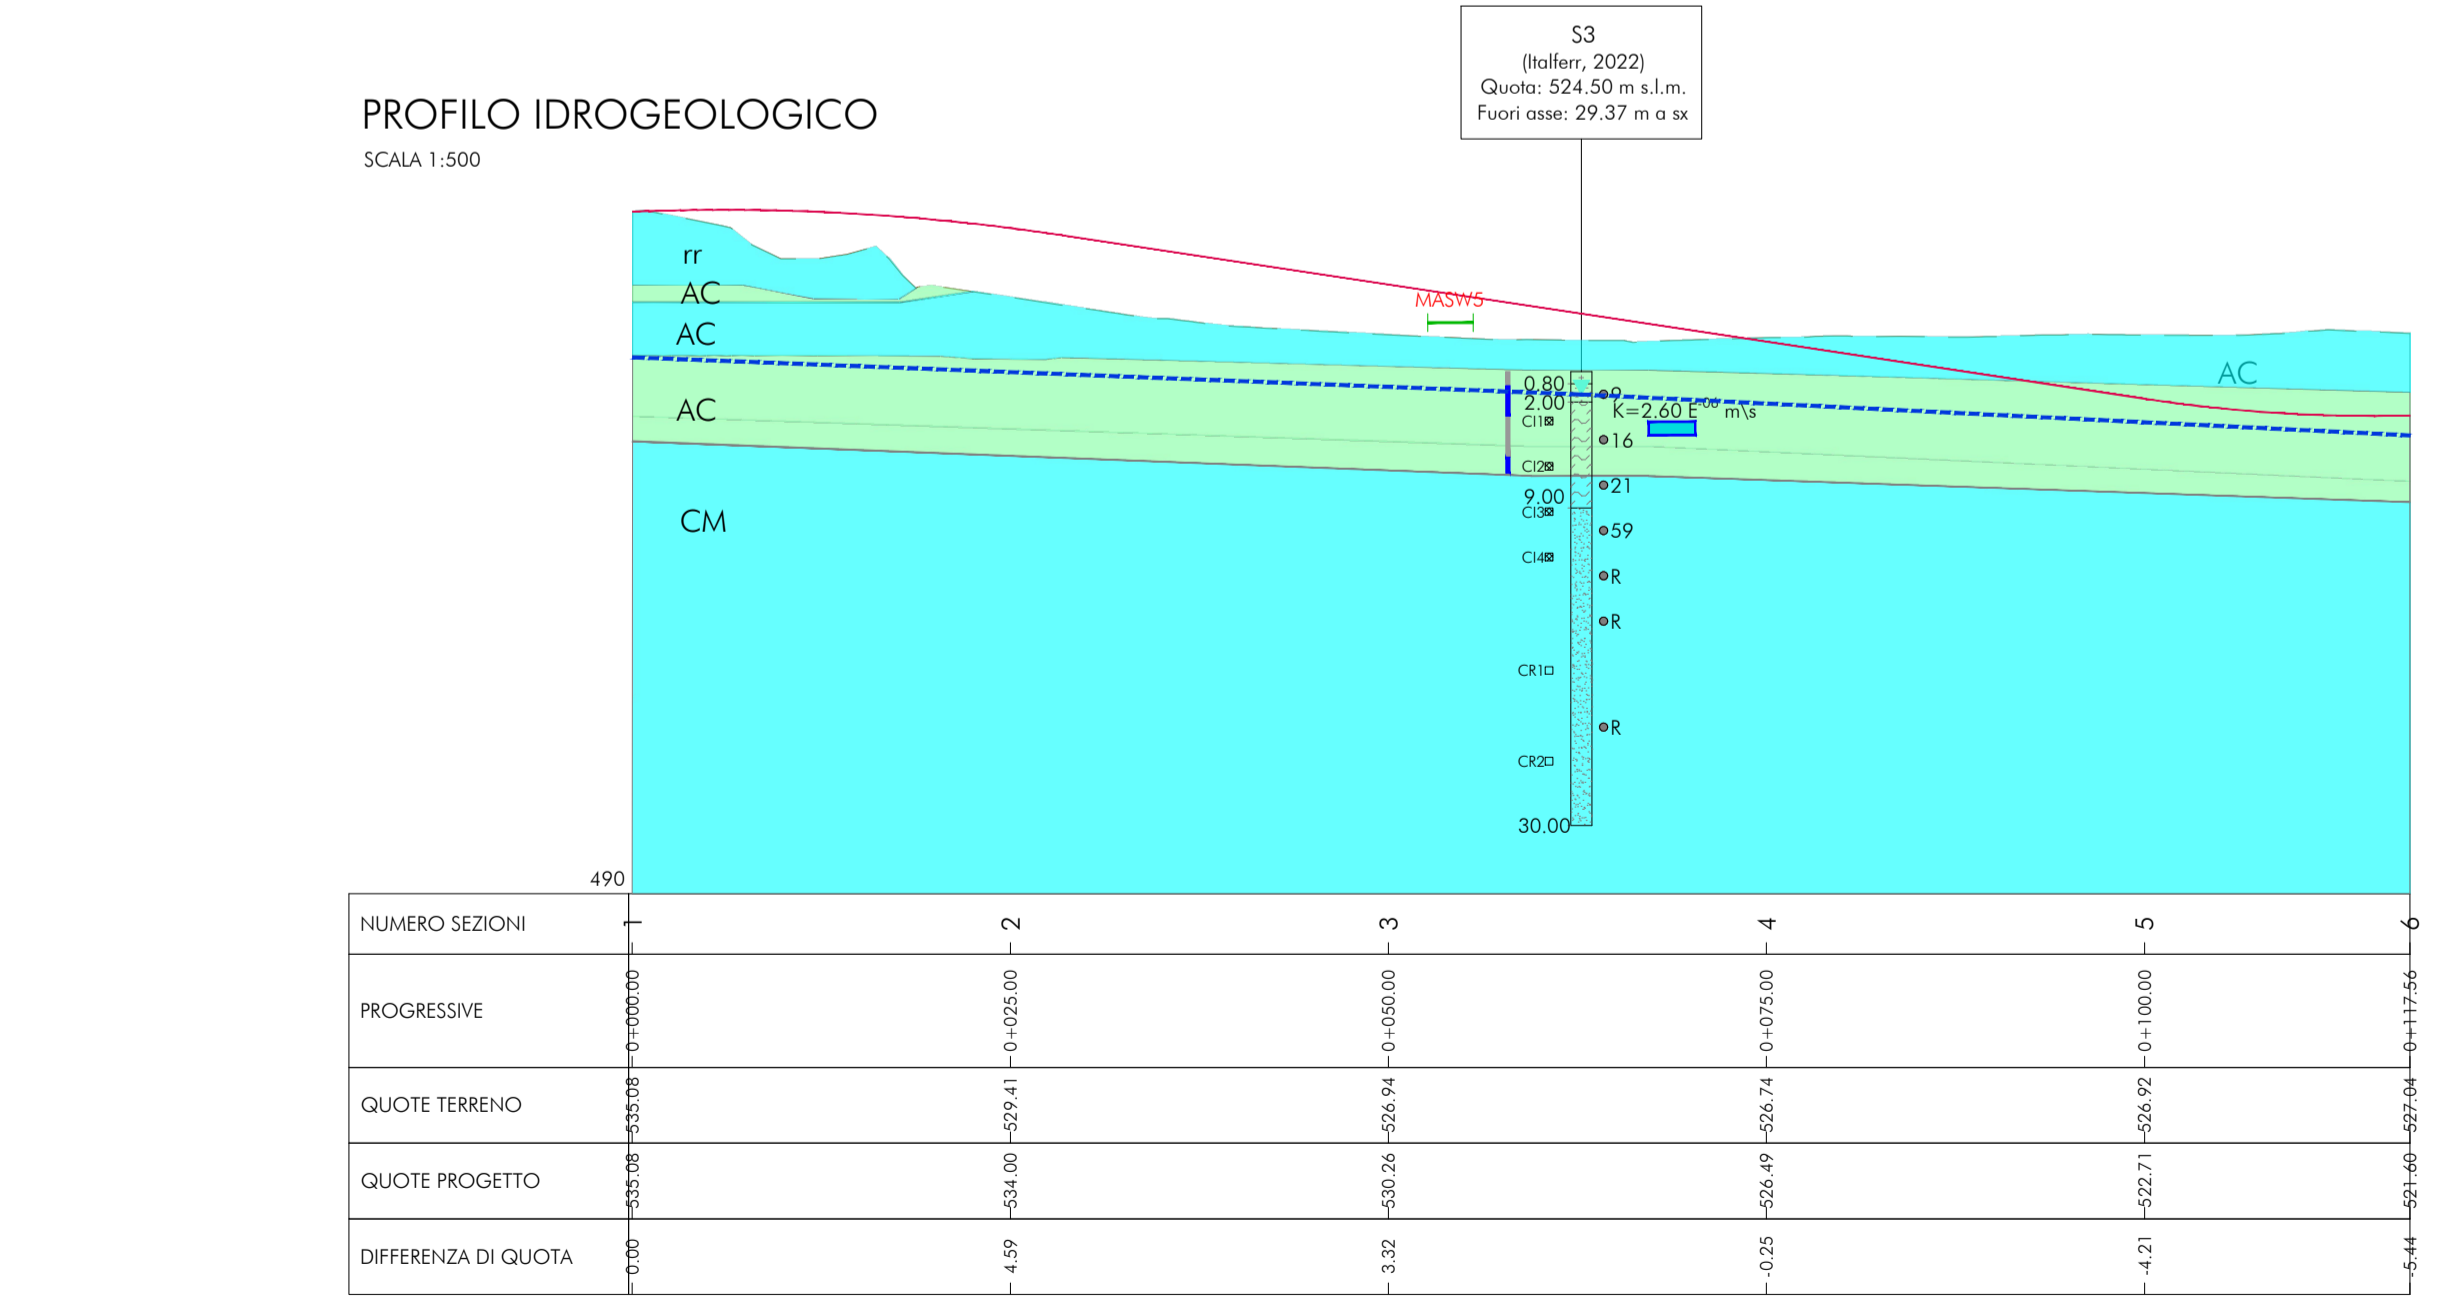 S3
(Italferr, 2022)
Quota: 524.50 m s.l.m.
Fuori asse: 29.37 m a sx
PROFILO IDROGEOLOGICO
SCALA 1:500
rr
AC
MASW5
AC
AC
0.80
9
2.00
K=2.60 E-06 m\s
AC
CI1
16
CI2
21
9.00
CI3
CM
59
CI4
R
R
CR1
R
CR2
30.00
490
NUMERO SEZIONI 1 2 3 4 5 6
PROGRESSIVE 0+000.00 0+025.00 0+050.00 0+075.00 0+100.00 0+117.56
QUOTE TERRENO 535.08 529.41 526.94 526.74 526.92 527.04
QUOTE PROGETTO 535.08 534.00 530.26 526.49 522.71 521.60
DIFFERENZA DI QUOTA 0.00 4.59 3.32 -0.25 -4.21 -5.44